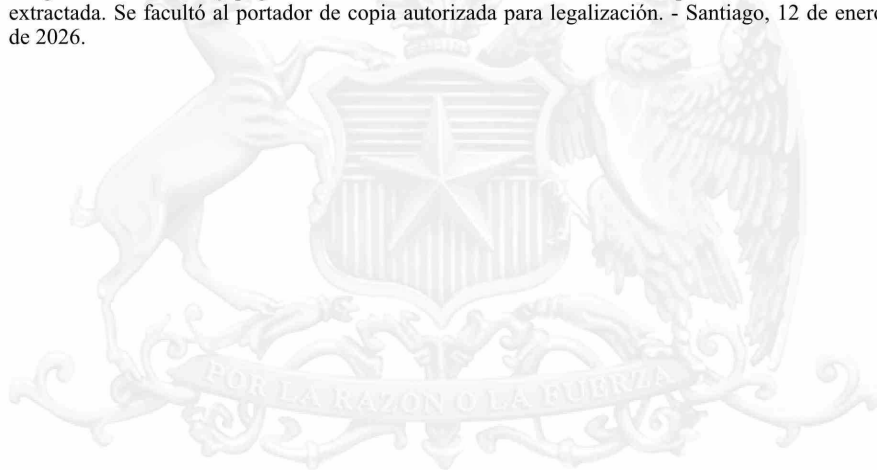 extractada. Se facultó al portador de copia autorizada para legalización. - Santiago, 12 de enero
de 2026.
POR LA RAZON O LA FUERZA